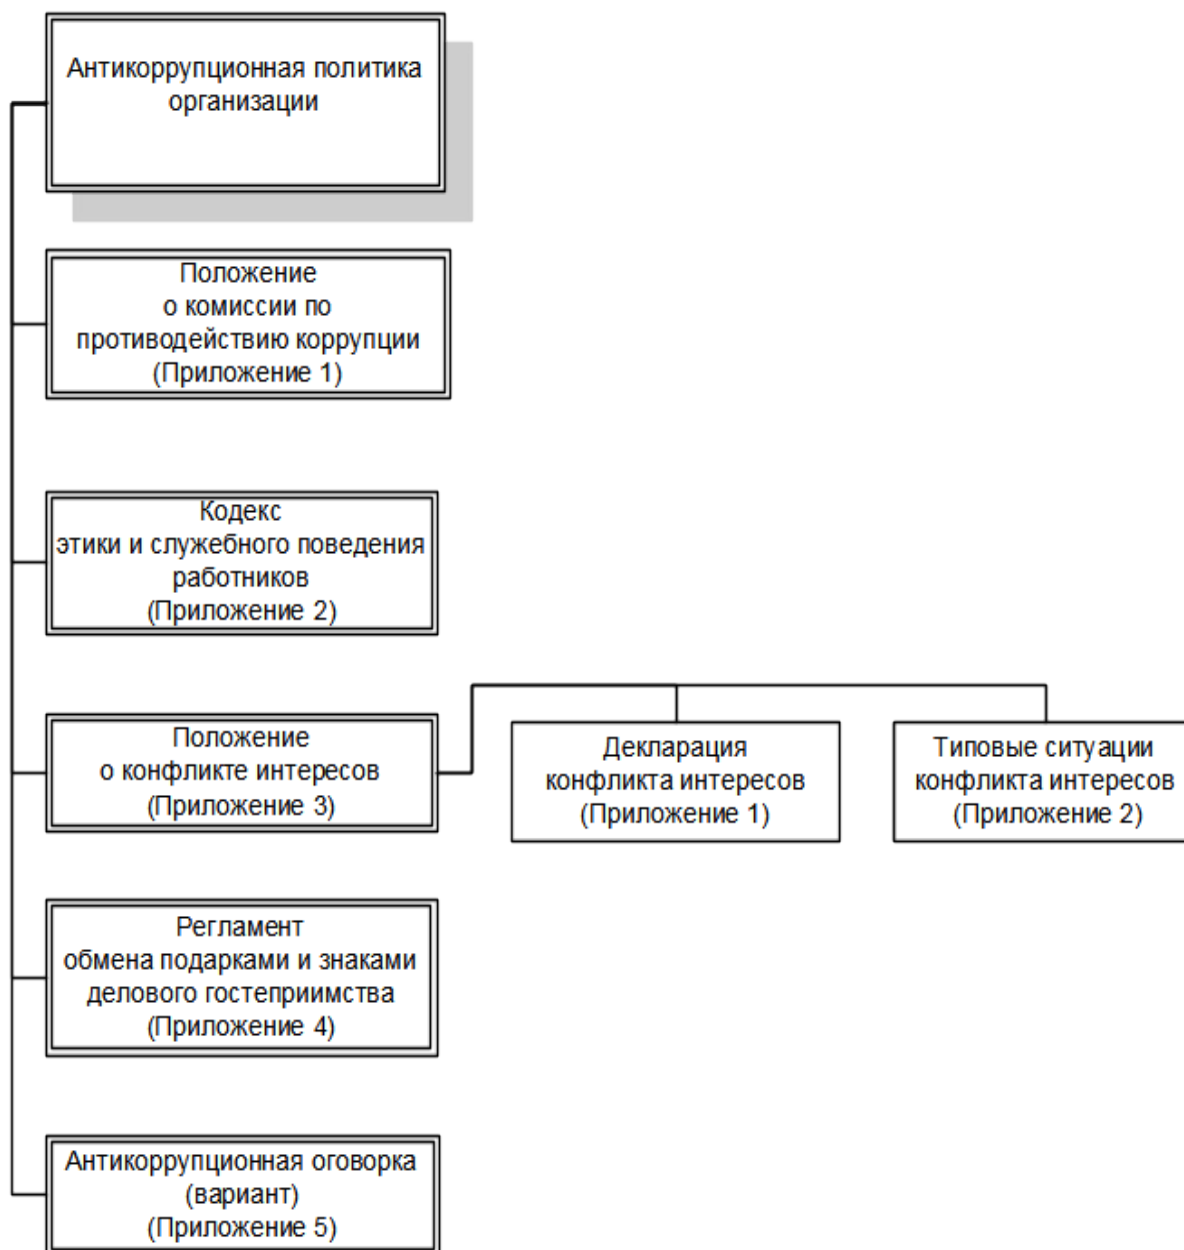 Антикоррупционная политика
организации
Положение
о комиссии по
противодействию коррупции
(Приложение 1)
Кодекс
этики и служебного поведения
работников
(Приложение 2)
Положение
о конфликте интересов
(Приложение 3)
Декларация
конфликта интересов
(Приложение 1)
Типовые ситуации
конфликта интересов
(Приложение 2)
Регламент
обмена подарками и знаками
делового гостеприимства
(Приложение 4)
Антикоррупционная оговорка
(вариант)
(Приложение 5)